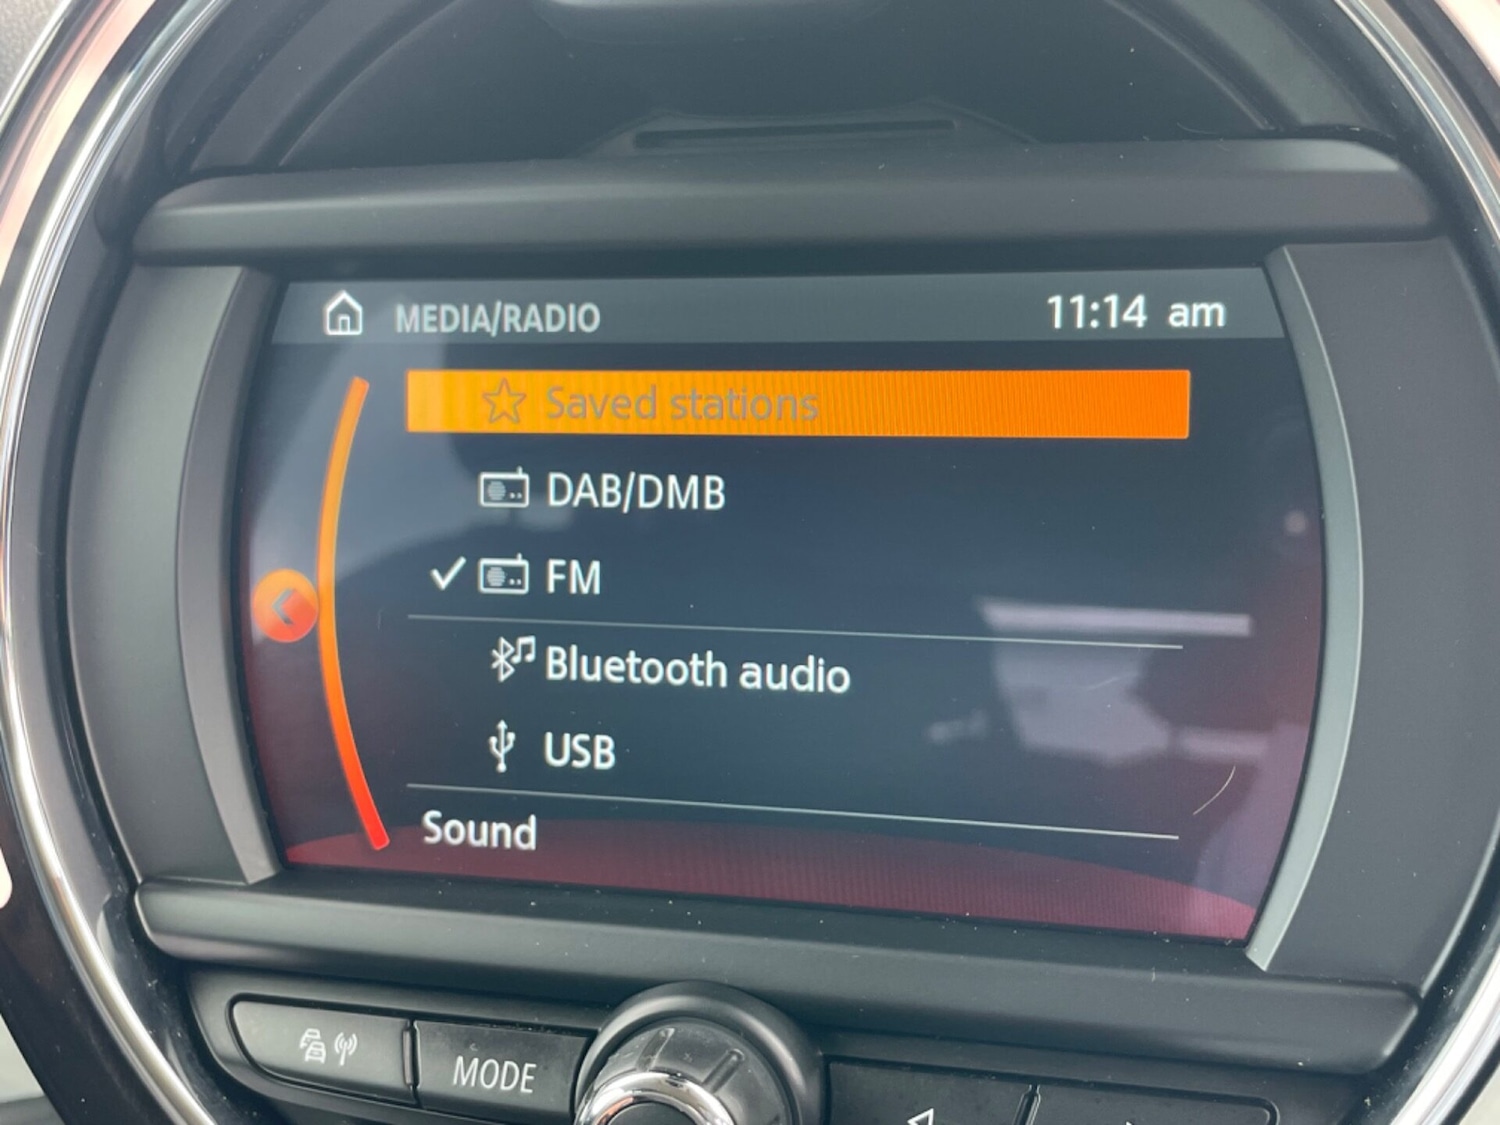 MEDIA/RADIO 11:14 am
Saved stations
DAB/DMB
FM
Bluetooth audio
USB
Sound
MODE